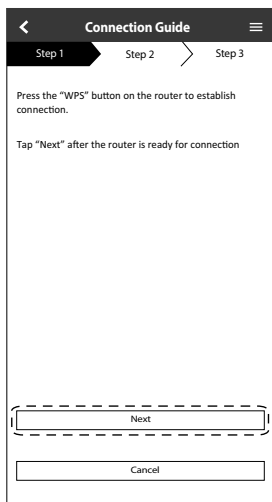 Connection Guide
Step 1
Step 2
Step 3
Press the “WPS” button on the router to establish
connection.
Tap “Next” after the router is ready for connection
Next
Cancel